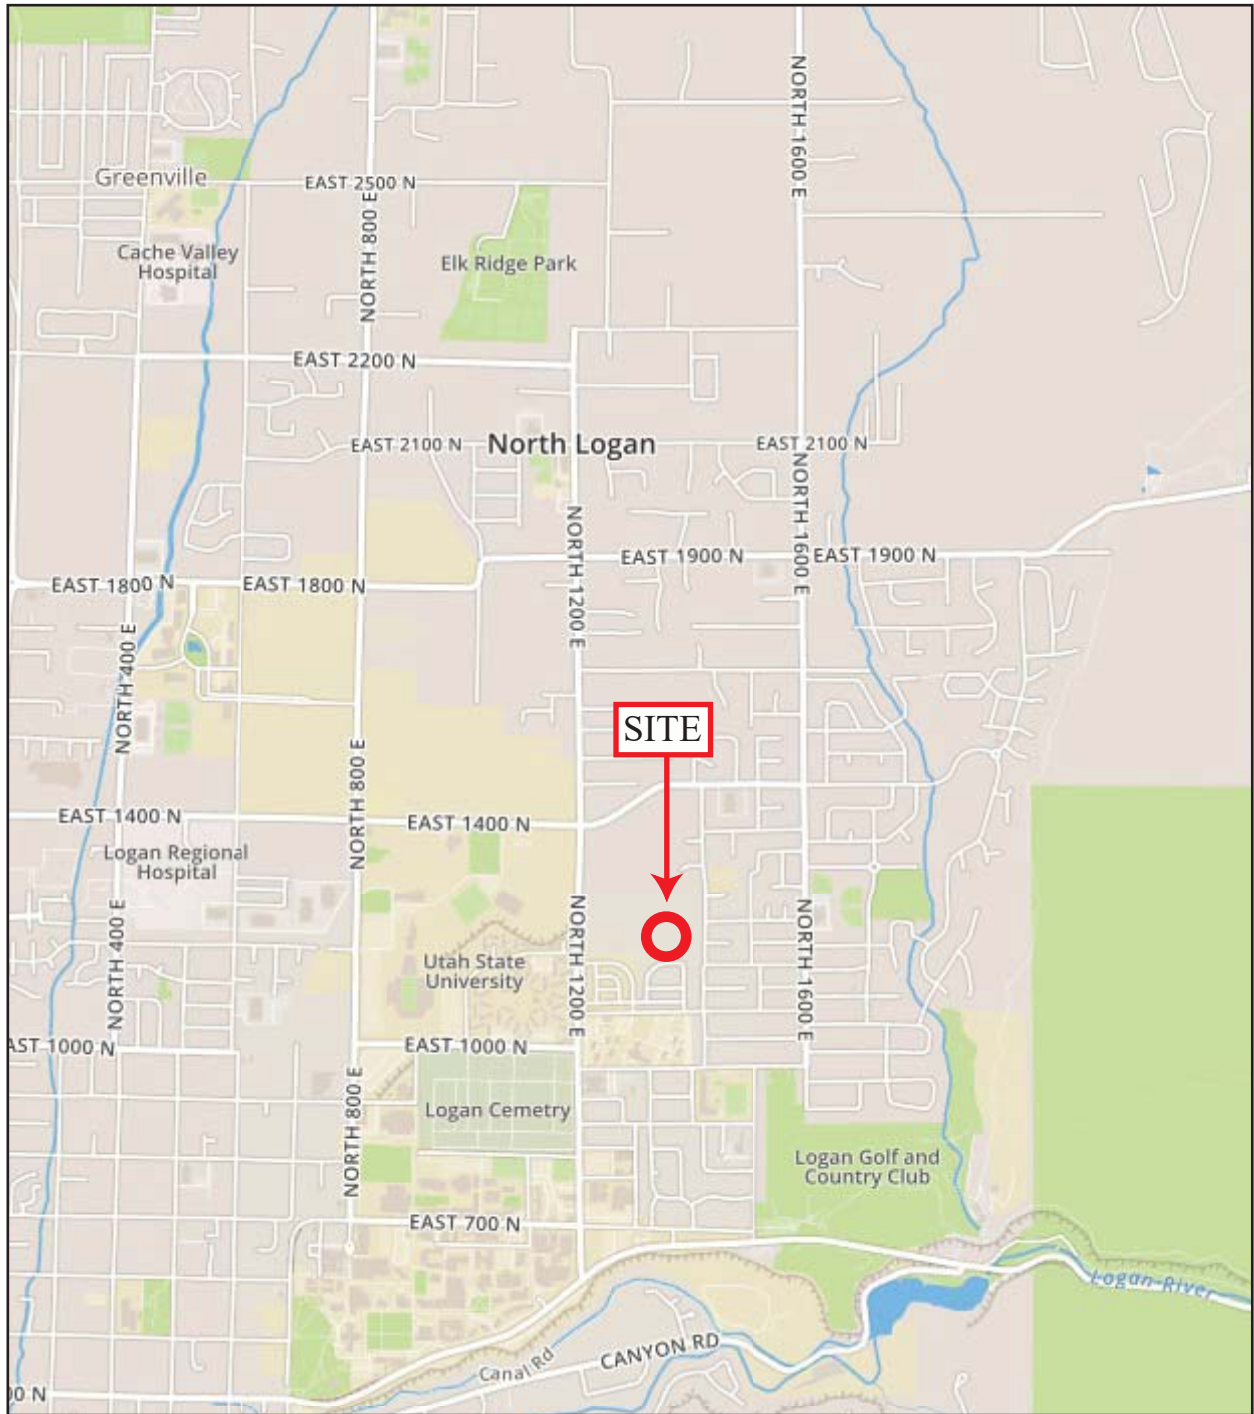 NORTH 1600 E
Greenville
EAST 2500 N
NORTH 800 E
Cache Valley
Hospital
Elk Ridge Park
EAST 2200 N
EAST 2100 N
North Logan
EAST 2100 N
NORTH 1600 E
NORTH 1200 E
EAST 1900 N
EAST 1900 N
EAST 1800 N
EAST 1800 N
NORTH 400 E
SITE
NORTH 800 E
EAST 1400 N
EAST 1400 N
Logan Regional
Hospital
NORTH 400 E
NORTH 1200 E
NORTH 1600 E
Utah State
University
AST 1000 N
EAST 1000 N
NORTH 800 E
Logan Cemetry
Logan Golf and
Country Club
EAST 700 N
Logan-River
CANYON RD
Canal Rd
00 N